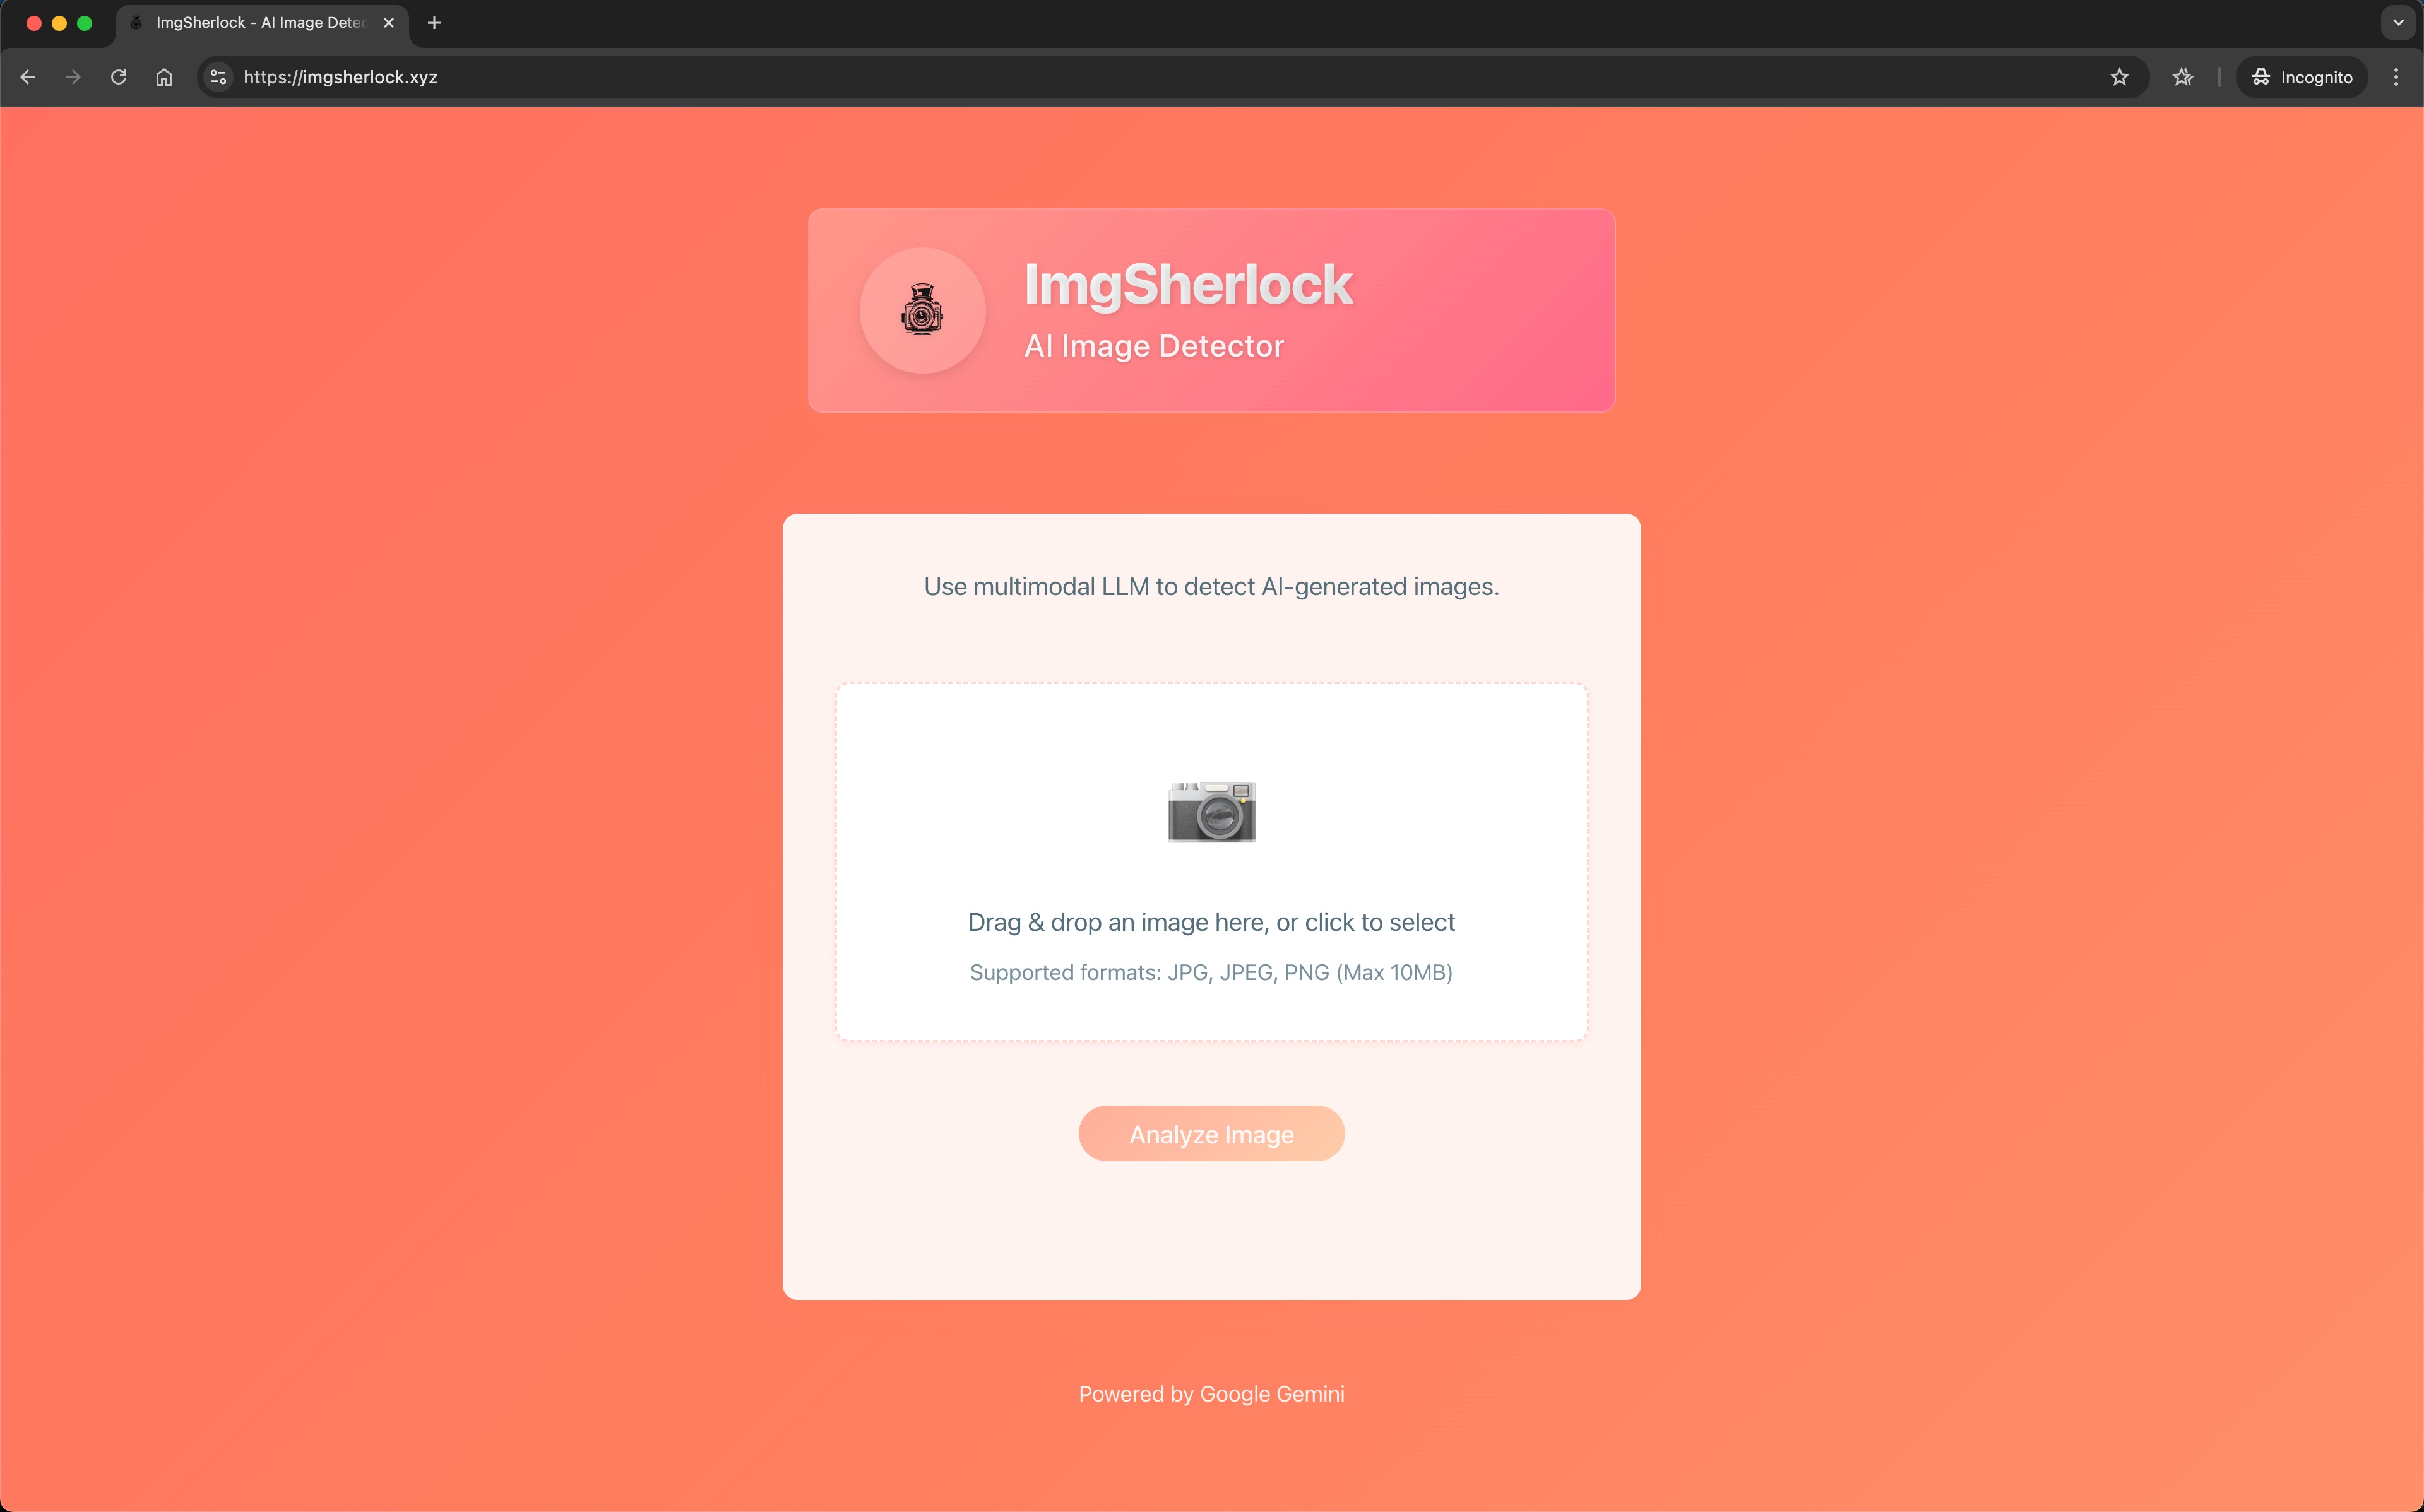 ImgSherlock - AI Image Detec
https://imgsherlock.xyz
Incognito
ImgSherlock
AI Image Detector
Use multimodal LLM to detect AI-generated images.
Drag & drop an image here, or click to select
Supported formats: JPG, JPEG, PNG (Max 10MB)
Analyze Image
Powered by Google Gemini